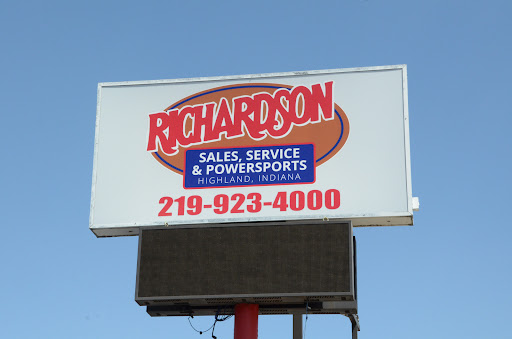 RICHARDSON
SALES, SERVICE
& POWERSPORTS
HIGHLAND, INDIANA
219-923-4000